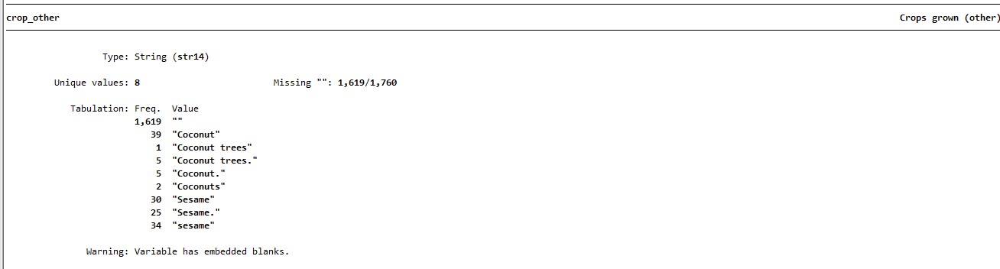 crop_other Crops grown (other)
Type: String (str14)
Unique values: 8 Missing "": 1,619/1,760
Tabulation: Freq. Value
1,619 ""
39 "Coconut"
1 "Coconut trees"
5 "Coconut trees."
5 "Coconut."
2 "Coconuts"
30 "Sesame"
25 "Sesame."
34 "sesame"
Warning: Variable has embedded blanks.